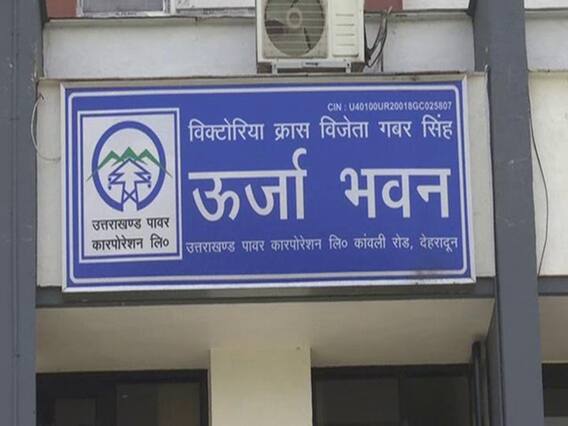 CIN : U40100UR2001SGC025807
विक्टोरिया क्रास विजेता गबर सिंह
ऊर्जा भवन
उत्तराखण्ड पावर
कारपोरेशन लि०
उत्तराखण्ड पावर कारपोरेशन लि० कांवली रोड, देहरादून